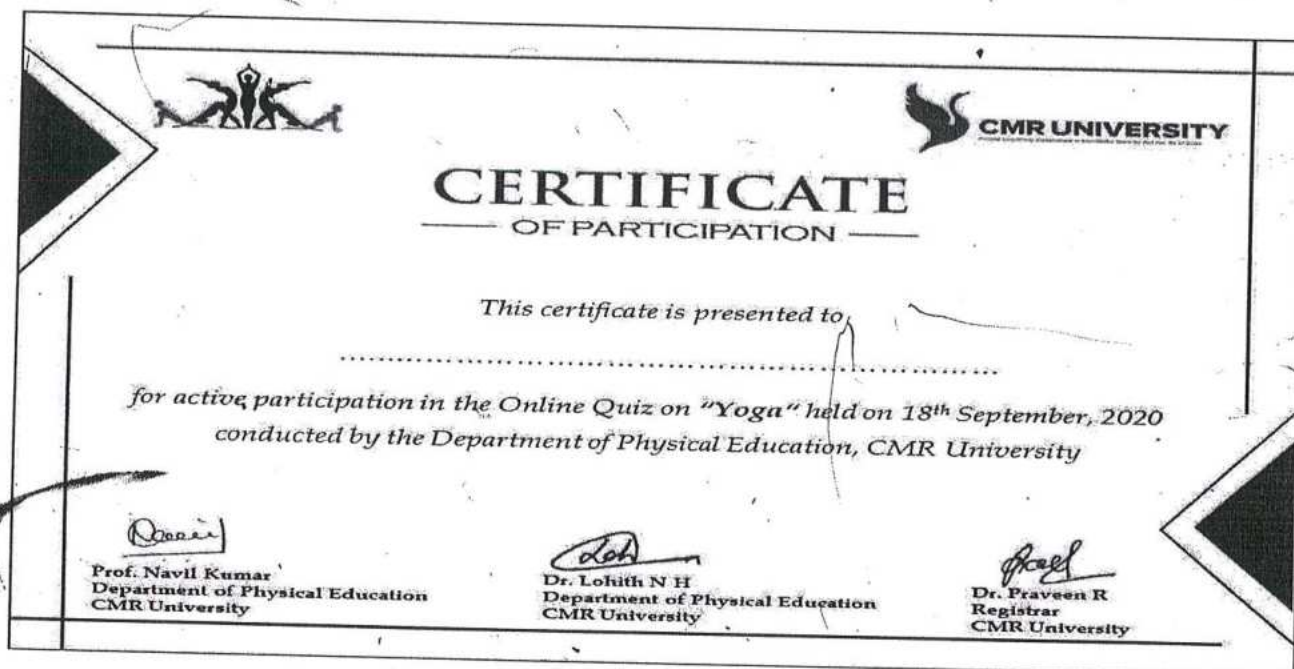 CMR UNIVERSITY
CERTIFICATE
OF PARTICIPATION
This certificate is presented to
............................................................................
for active participation in the Online Quiz on "Yoga" held on 18th September, 2020
conducted by the Department of Physical Education, CMR University
Prof. Navil Kumar
Department of Physical Education
CMR University
Dr. Lohith N H
Department of Physical Education
CMR University
Dr. Praveen R
Registrar
CMR University